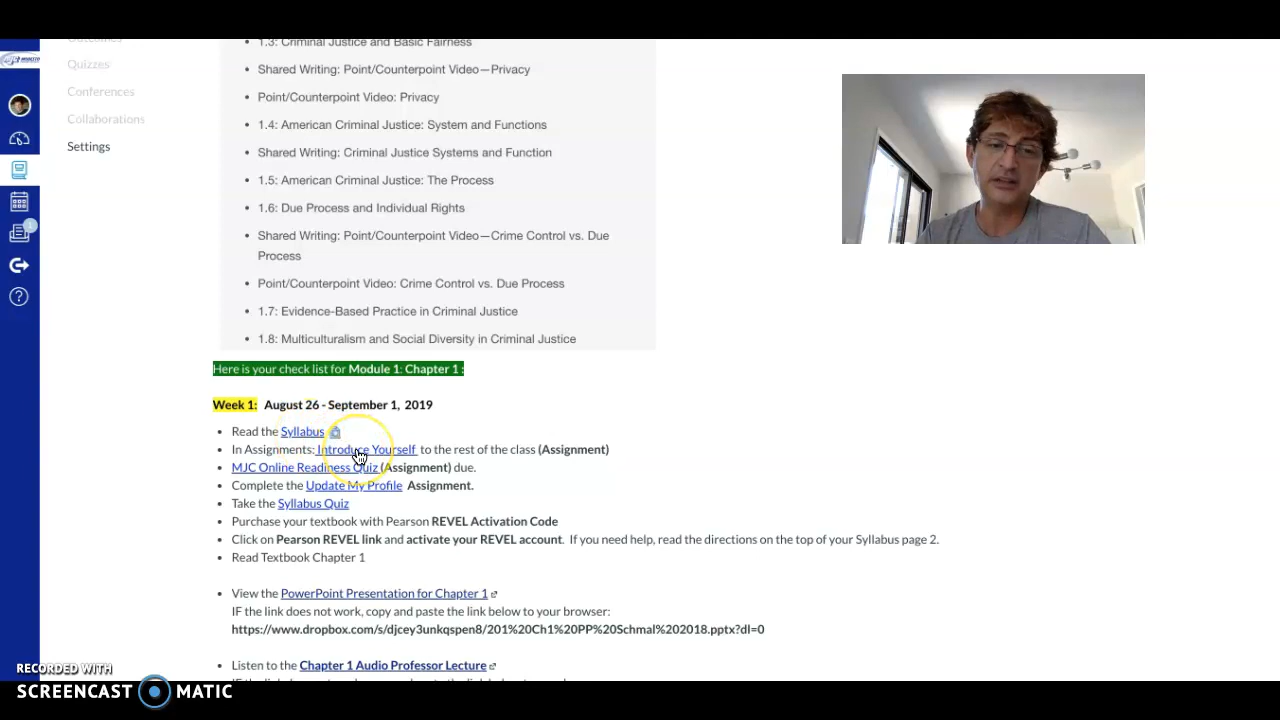 Outcomes
Quizzes
Conferences
Collaborations
Settings
1
1.3: Criminal Justice and Basic Fairness
Shared Writing: Point/Counterpoint Video—Privacy
Point/Counterpoint Video: Privacy
1.4: American Criminal Justice: System and Functions
Shared Writing: Criminal Justice Systems and Function
1.5: American Criminal Justice: The Process
1.6: Due Process and Individual Rights
Shared Writing: Point/Counterpoint Video—Crime Control vs. Due
Process
Point/Counterpoint Video: Crime Control vs. Due Process
1.7: Evidence-Based Practice in Criminal Justice
1.8: Multiculturalism and Social Diversity in Criminal Justice
Here is your check list for Module 1: Chapter 1 :
Week 1: August 26 - September 1, 2019
Read the Syllabus
In Assignments: Introduce Yourself to the rest of the class (Assignment)
MJC Online Readiness Quiz (Assignment) due.
Complete the Update My Profile Assignment.
Take the Syllabus Quiz
Purchase your textbook with Pearson REVEL Activation Code
Click on Pearson REVEL link and activate your REVEL account. If you need help, read the directions on the top of your Syllabus page 2.
Read Textbook Chapter 1
View the PowerPoint Presentation for Chapter 1
IF the link does not work, copy and paste the link below to your browser:
https://www.dropbox.com/s/djcey3unkqspen8/201%20Ch1%20PP%20Schmal%202018.pptx?dl=0
Listen to the Chapter 1 Audio Professor Lecture
RECORDED WITH
SCREENCAST MATIC